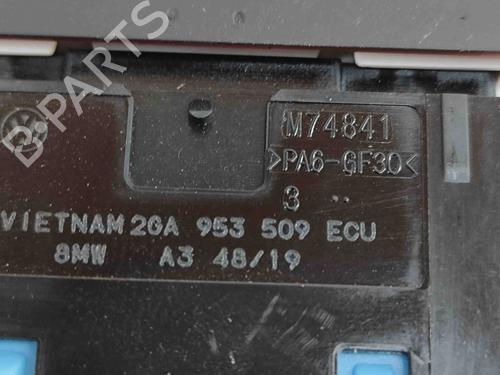 M74841
>PA6-GF30<
3 ..
VIETNAM 2GA 953 509 ECU
8MW A3 48/19
B-PARTS